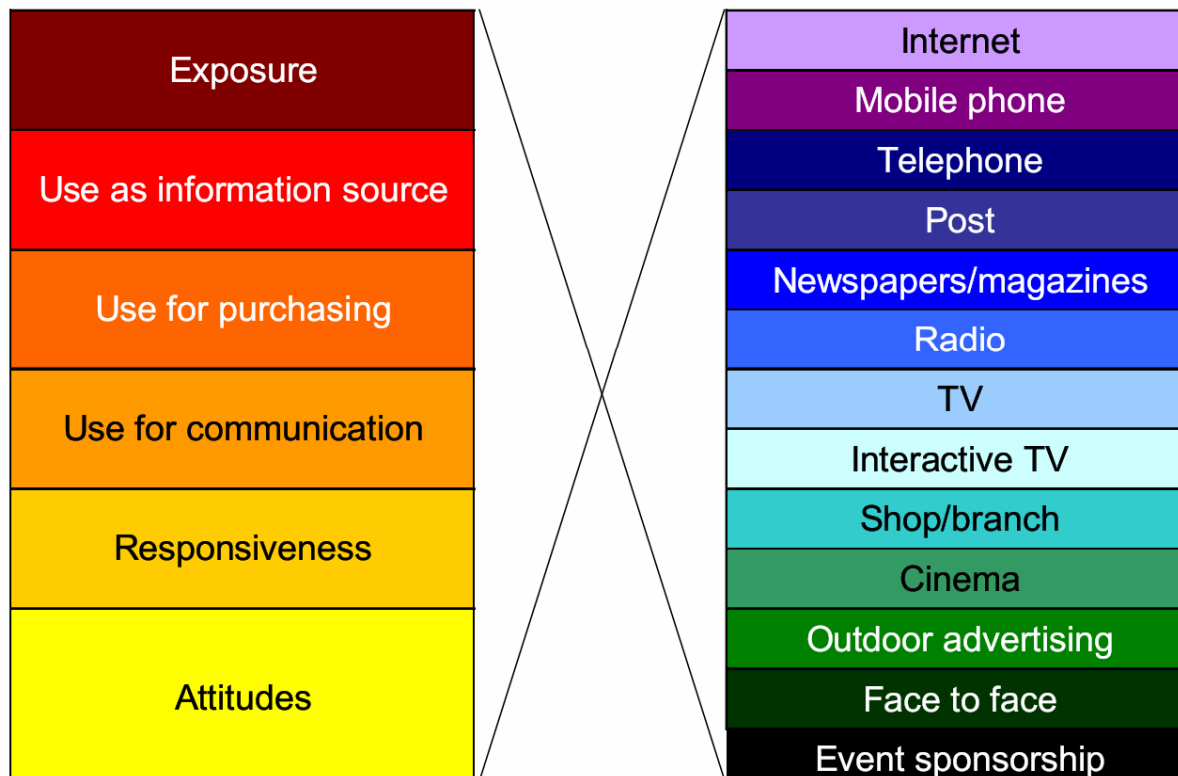 Exposure
Use as information source
Use for purchasing
Use for communication
Responsiveness
Attitudes
Internet
Mobile phone
Telephone
Post
Newspapers/magazines
Radio
TV
Interactive TV
Shop/branch
Cinema
Outdoor advertising
Face to face
Event sponsorship